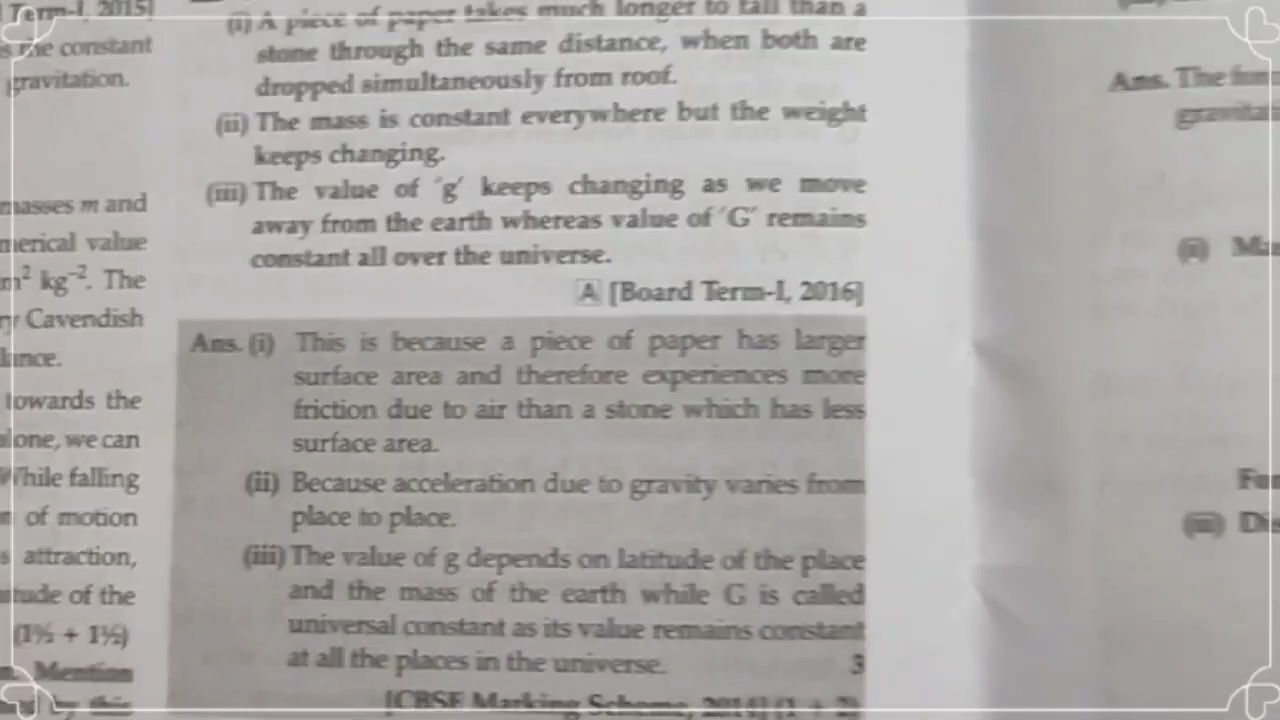 Term-I, 2015]
s the constant
gravitation.
masses m and
merical value
m² kg⁻². The
Cavendish
lance.
towards the
alone, we can
While falling
of motion
s attraction,
tude of the
(1½ + 1½)
Mention
by this
(i) A piece of paper takes much longer to fall than a
stone through the same distance, when both are
dropped simultaneously from roof.
(ii) The mass is constant everywhere but the weight
keeps changing.
(iii) The value of 'g' keeps changing as we move
away from the earth whereas value of 'G' remains
constant all over the universe.
A [Board Term-I, 2016]
Ans. (i) This is because a piece of paper has larger
surface area and therefore experiences more
friction due to air than a stone which has less
surface area.
(ii) Because acceleration due to gravity varies from
place to place.
(iii) The value of g depends on latitude of the place
and the mass of the earth while G is called
universal constant as its value remains constant
at all the places in the universe. 3
[CBSE Marking Scheme, (1 + 2)
Ans. The
gravita
(ii) Ma
(iii) Dis